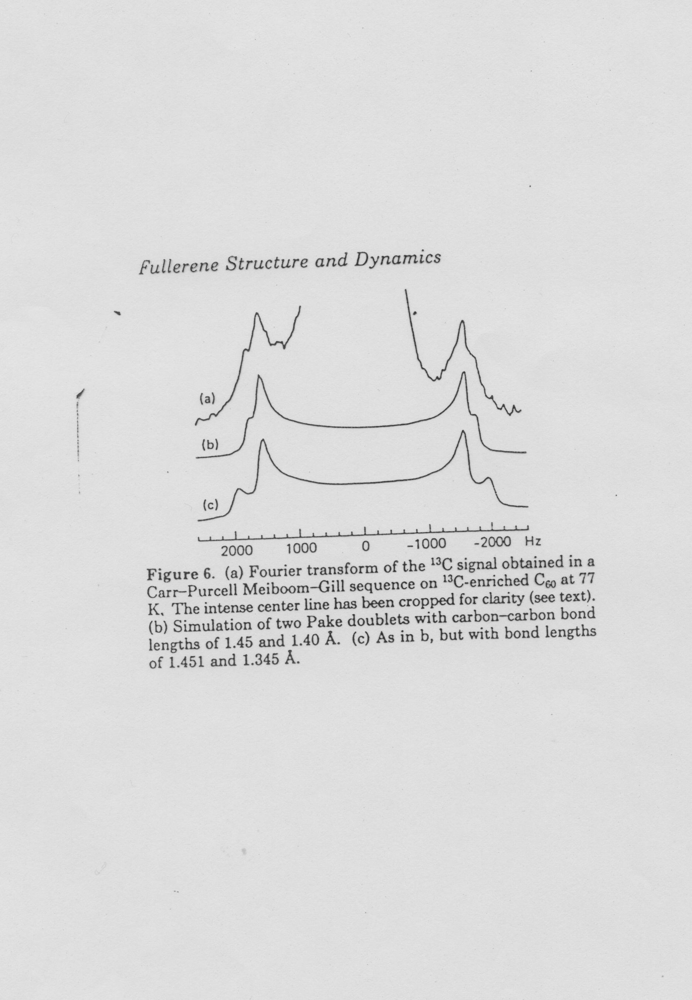 Fullerene Structure and Dynamics
(a)
(b)
(c)
2000 1000 0 -1000 -2000 Hz
Figure 6. (a) Fourier transform of the ¹³C signal obtained in a
Carr–Purcell Meiboom–Gill sequence on ¹³C-enriched C₆₀ at 77
K. The intense center line has been cropped for clarity (see text).
(b) Simulation of two Pake doublets with carbon–carbon bond
lengths of 1.45 and 1.40 Å. (c) As in b, but with bond lengths
of 1.451 and 1.345 Å.